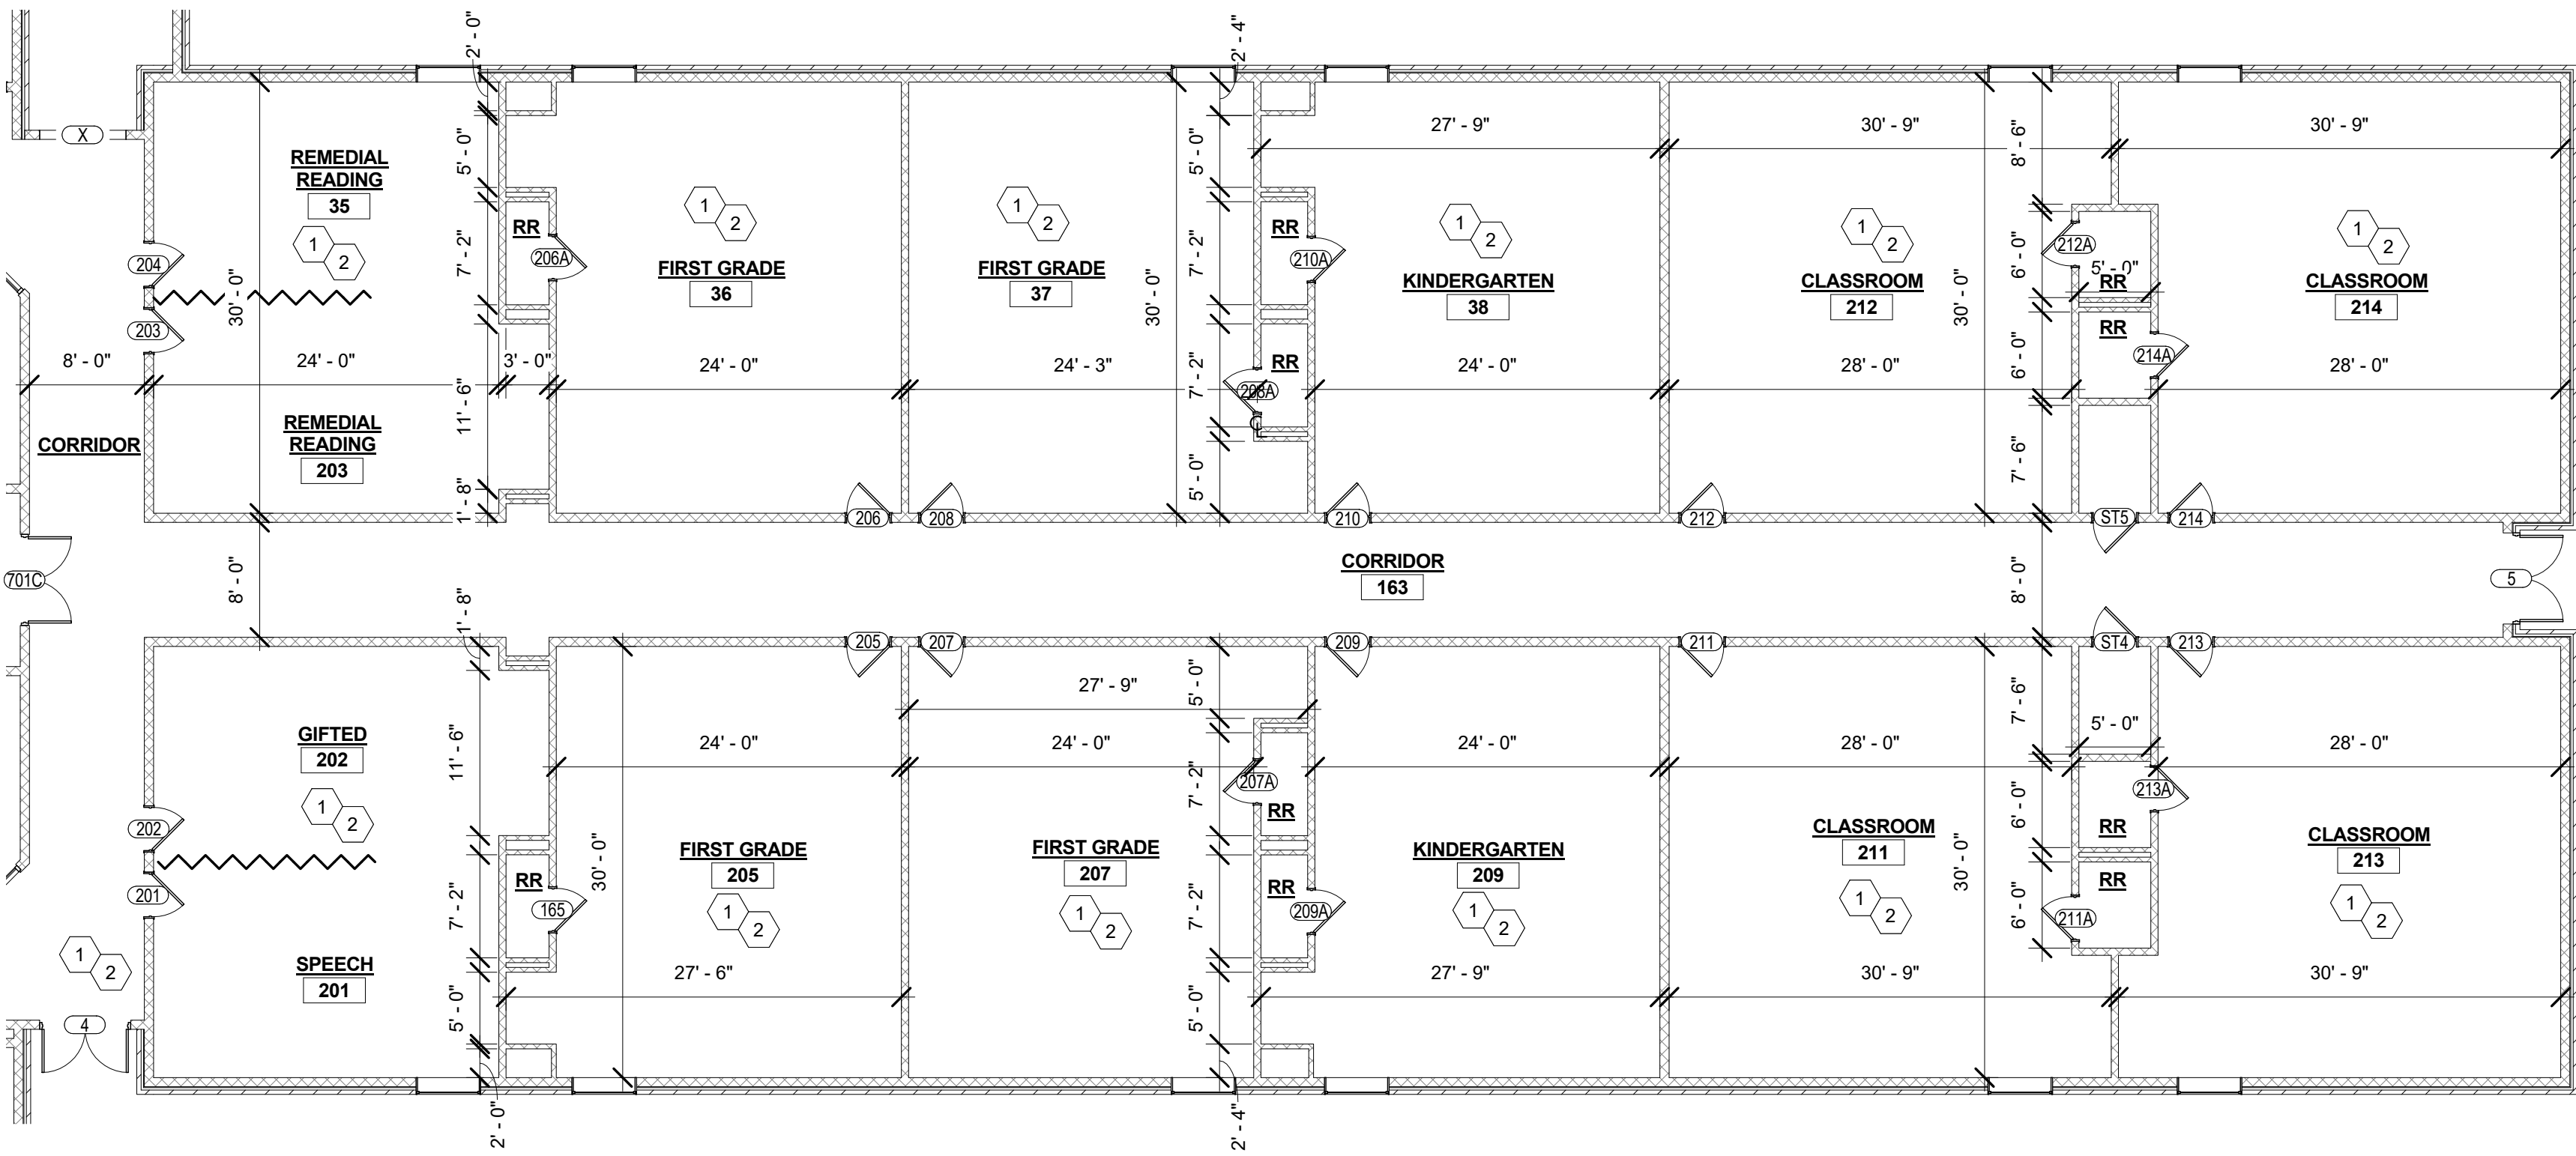 2' - 0"
2' - 4"
X
27' - 9"
30' - 9"
30' - 9"
REMEDIAL
READING
35
1
2
5' - 0"
5' - 0"
8' - 6"
1
2
1
2
1
2
1
2
1
2
RR
206A
7' - 2"
FIRST GRADE
36
FIRST GRADE
37
7' - 2"
RR
210A
KINDERGARTEN
38
CLASSROOM
212
212A
6' - 0"
5' - 0"
RR
CLASSROOM
214
204
203
30' - 0"
30' - 0"
30' - 0"
RR
214A
6' - 0"
8' - 0"
24' - 0"
3' - 0"
24' - 0"
24' - 3"
7' - 2"
RR
208A
24' - 0"
28' - 0"
28' - 0"
11' - 6"
CORRIDOR
REMEDIAL
READING
203
1' - 8"
5' - 0"
7' - 6"
206
208
210
212
ST5
214
701C
8' - 0"
CORRIDOR
163
8' - 0"
5
1' - 8"
205
207
209
211
ST4
213
27' - 9"
5' - 0"
7' - 6"
5' - 0"
GIFTED
202
11' - 6"
24' - 0"
24' - 0"
24' - 0"
28' - 0"
28' - 0"
7' - 2"
207A
RR
213A
RR
6' - 0"
1
2
202
201
FIRST GRADE
205
30' - 0"
FIRST GRADE
207
KINDERGARTEN
209
CLASSROOM
211
30' - 0"
CLASSROOM
213
RR
165
7' - 2"
RR
209A
7' - 2"
RR
211A
6' - 0"
1
2
1
2
1
2
1
2
1
2
1
2
SPEECH
201
27' - 6"
27' - 9"
30' - 9"
30' - 9"
5' - 0"
5' - 0"
4
2' - 0"
2' - 4"